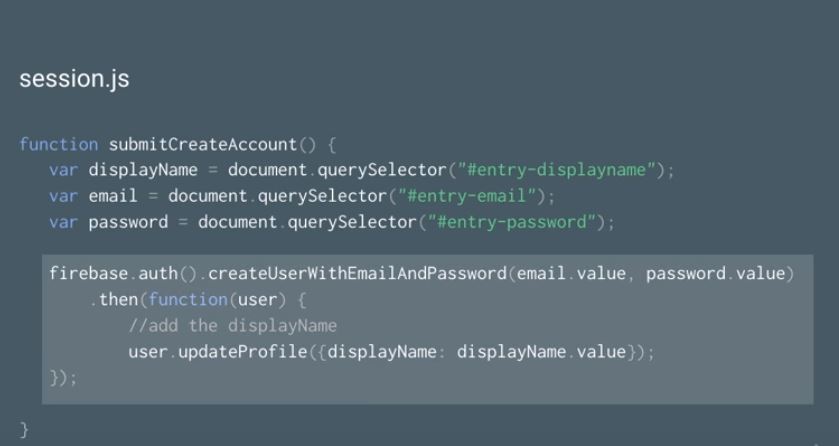 session.js
function submitCreateAccount() {
var displayName = document.querySelector("#entry-displayname");
var email = document.querySelector("#entry-email");
var password = document.querySelector("#entry-password");
firebase.auth().createUserWithEmailAndPassword(email.value, password.value)
.then(function(user) {
//add the displayName
user.updateProfile({displayName: displayName.value});
});
}